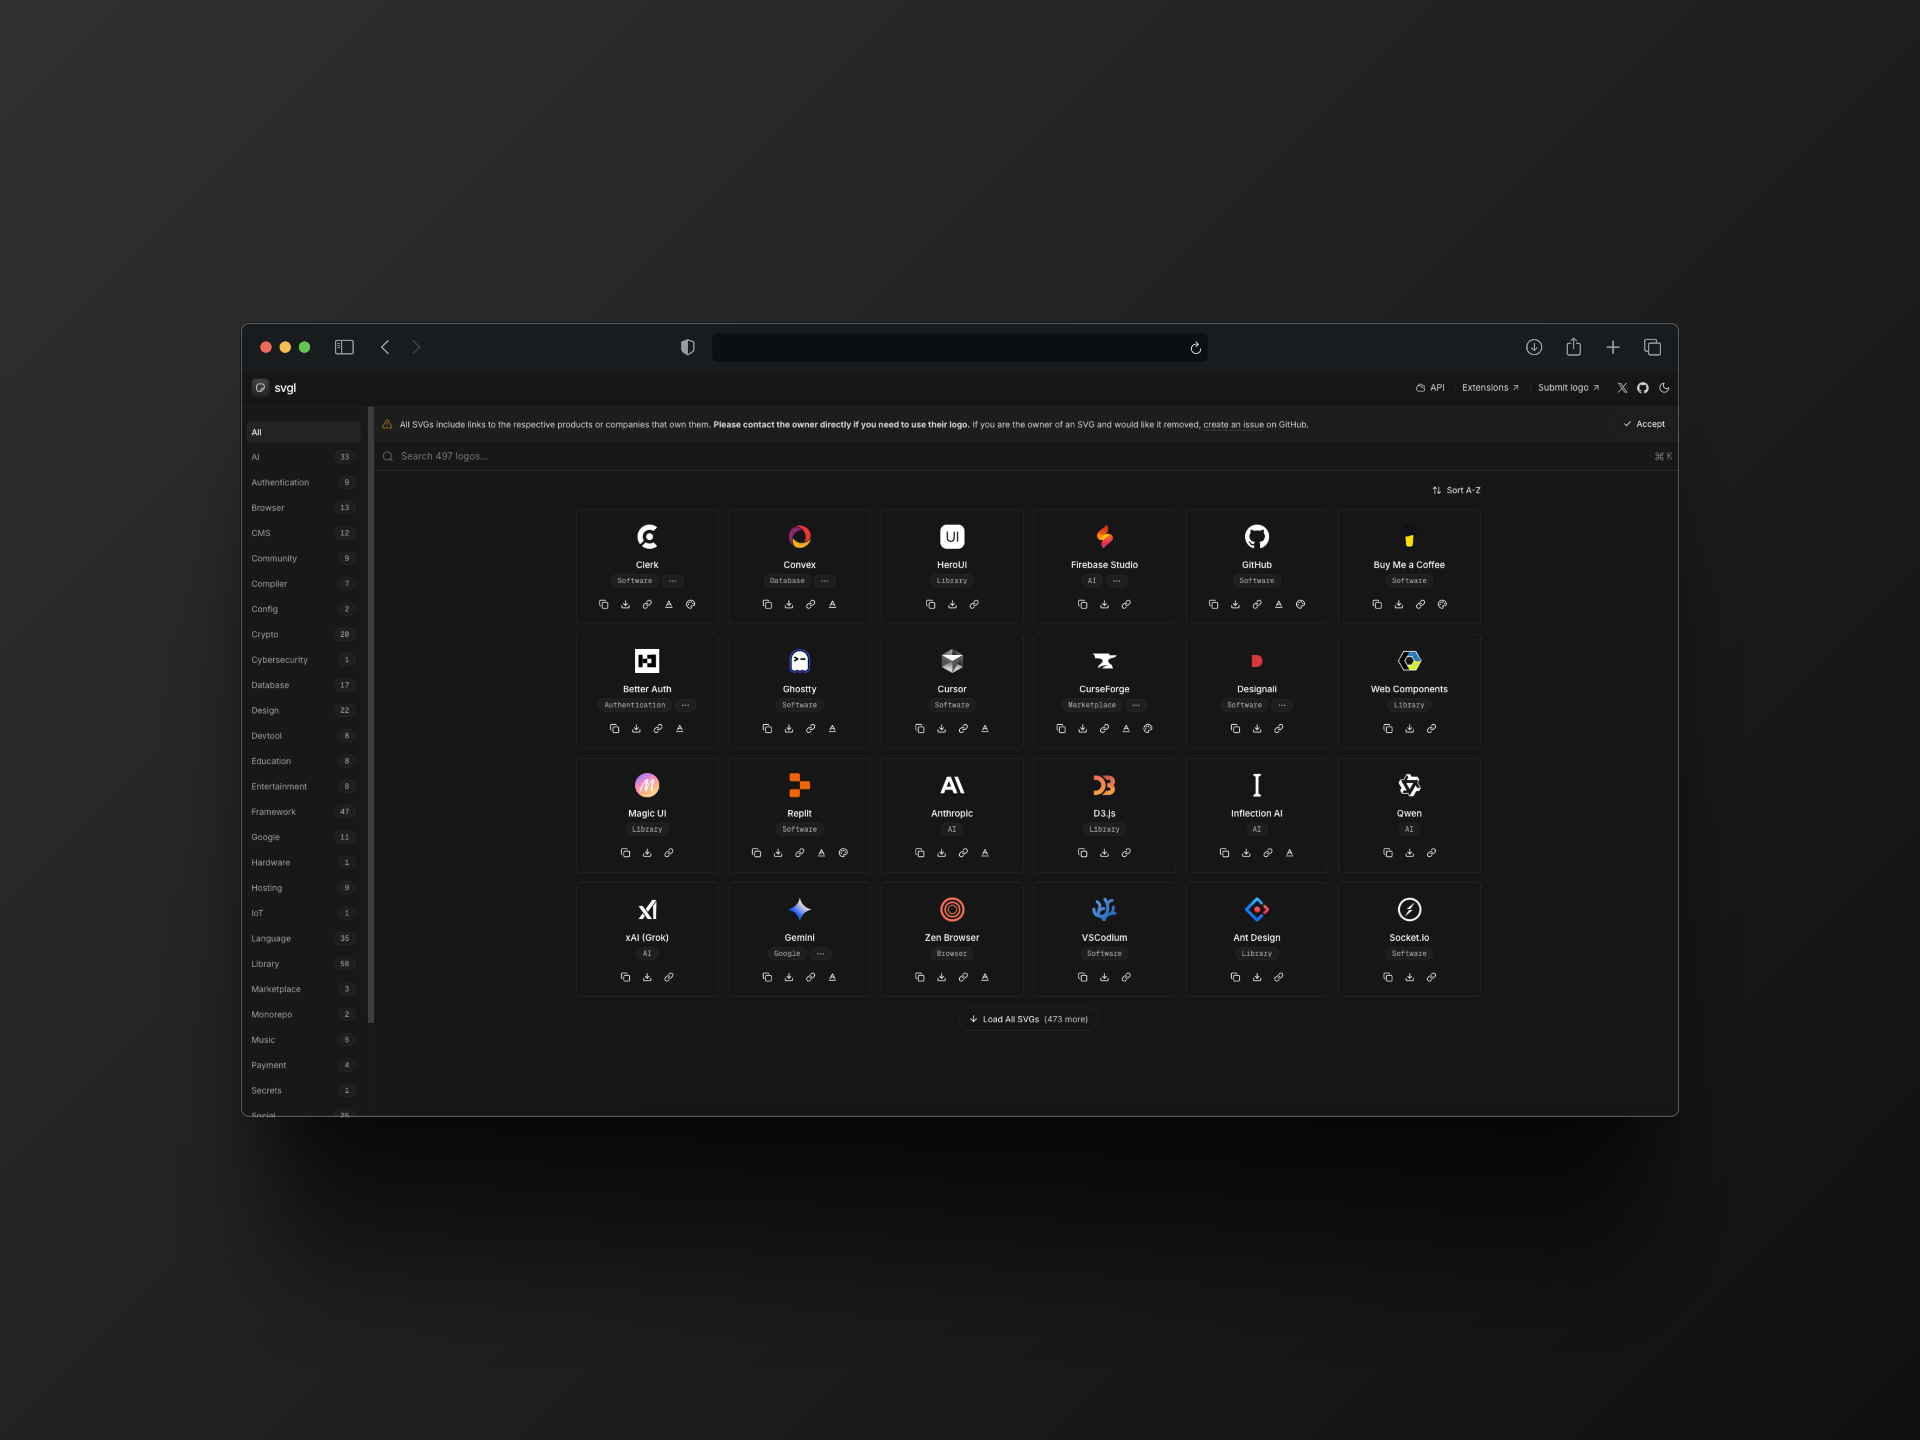 svgl
API
Extensions
Submit logo
All SVGs include links to the respective products or companies that own them. Please contact the owner directly if you need to use their logo. If you are the owner of an SVG and would like it removed, create an issue on GitHub.
Accept
Search 497 logos...
⌘ K
Sort A-Z
All
AI 33
Authentication 9
Browser 13
CMS 12
Community 9
Compiler 7
Config 2
Crypto 20
Cybersecurity 1
Database 17
Design 22
Devtool 8
Education 8
Entertainment 8
Framework 47
Google 11
Hardware 1
Hosting 9
IoT 1
Language 35
Library 58
Marketplace 3
Monorepo 2
Music 5
Payment 4
Secrets 1
Social 25
Clerk
Software ...
Convex
Database ...
UI
HeroUI
Library
Firebase Studio
AI ...
GitHub
Software
Buy Me a Coffee
Software
Better Auth
Authentication ...
Ghostty
Software
Cursor
Software
CurseForge
Marketplace ...
Designali
Software ...
Web Components
Library
Magic UI
Library
Replit
Software
Anthropic
AI
D3.js
Library
Inflection AI
AI
Qwen
AI
xAI (Grok)
AI
Gemini
Google ...
Zen Browser
Browser
VSCodium
Software
Ant Design
Library
Socket.io
Software
Load All SVGs (473 more)